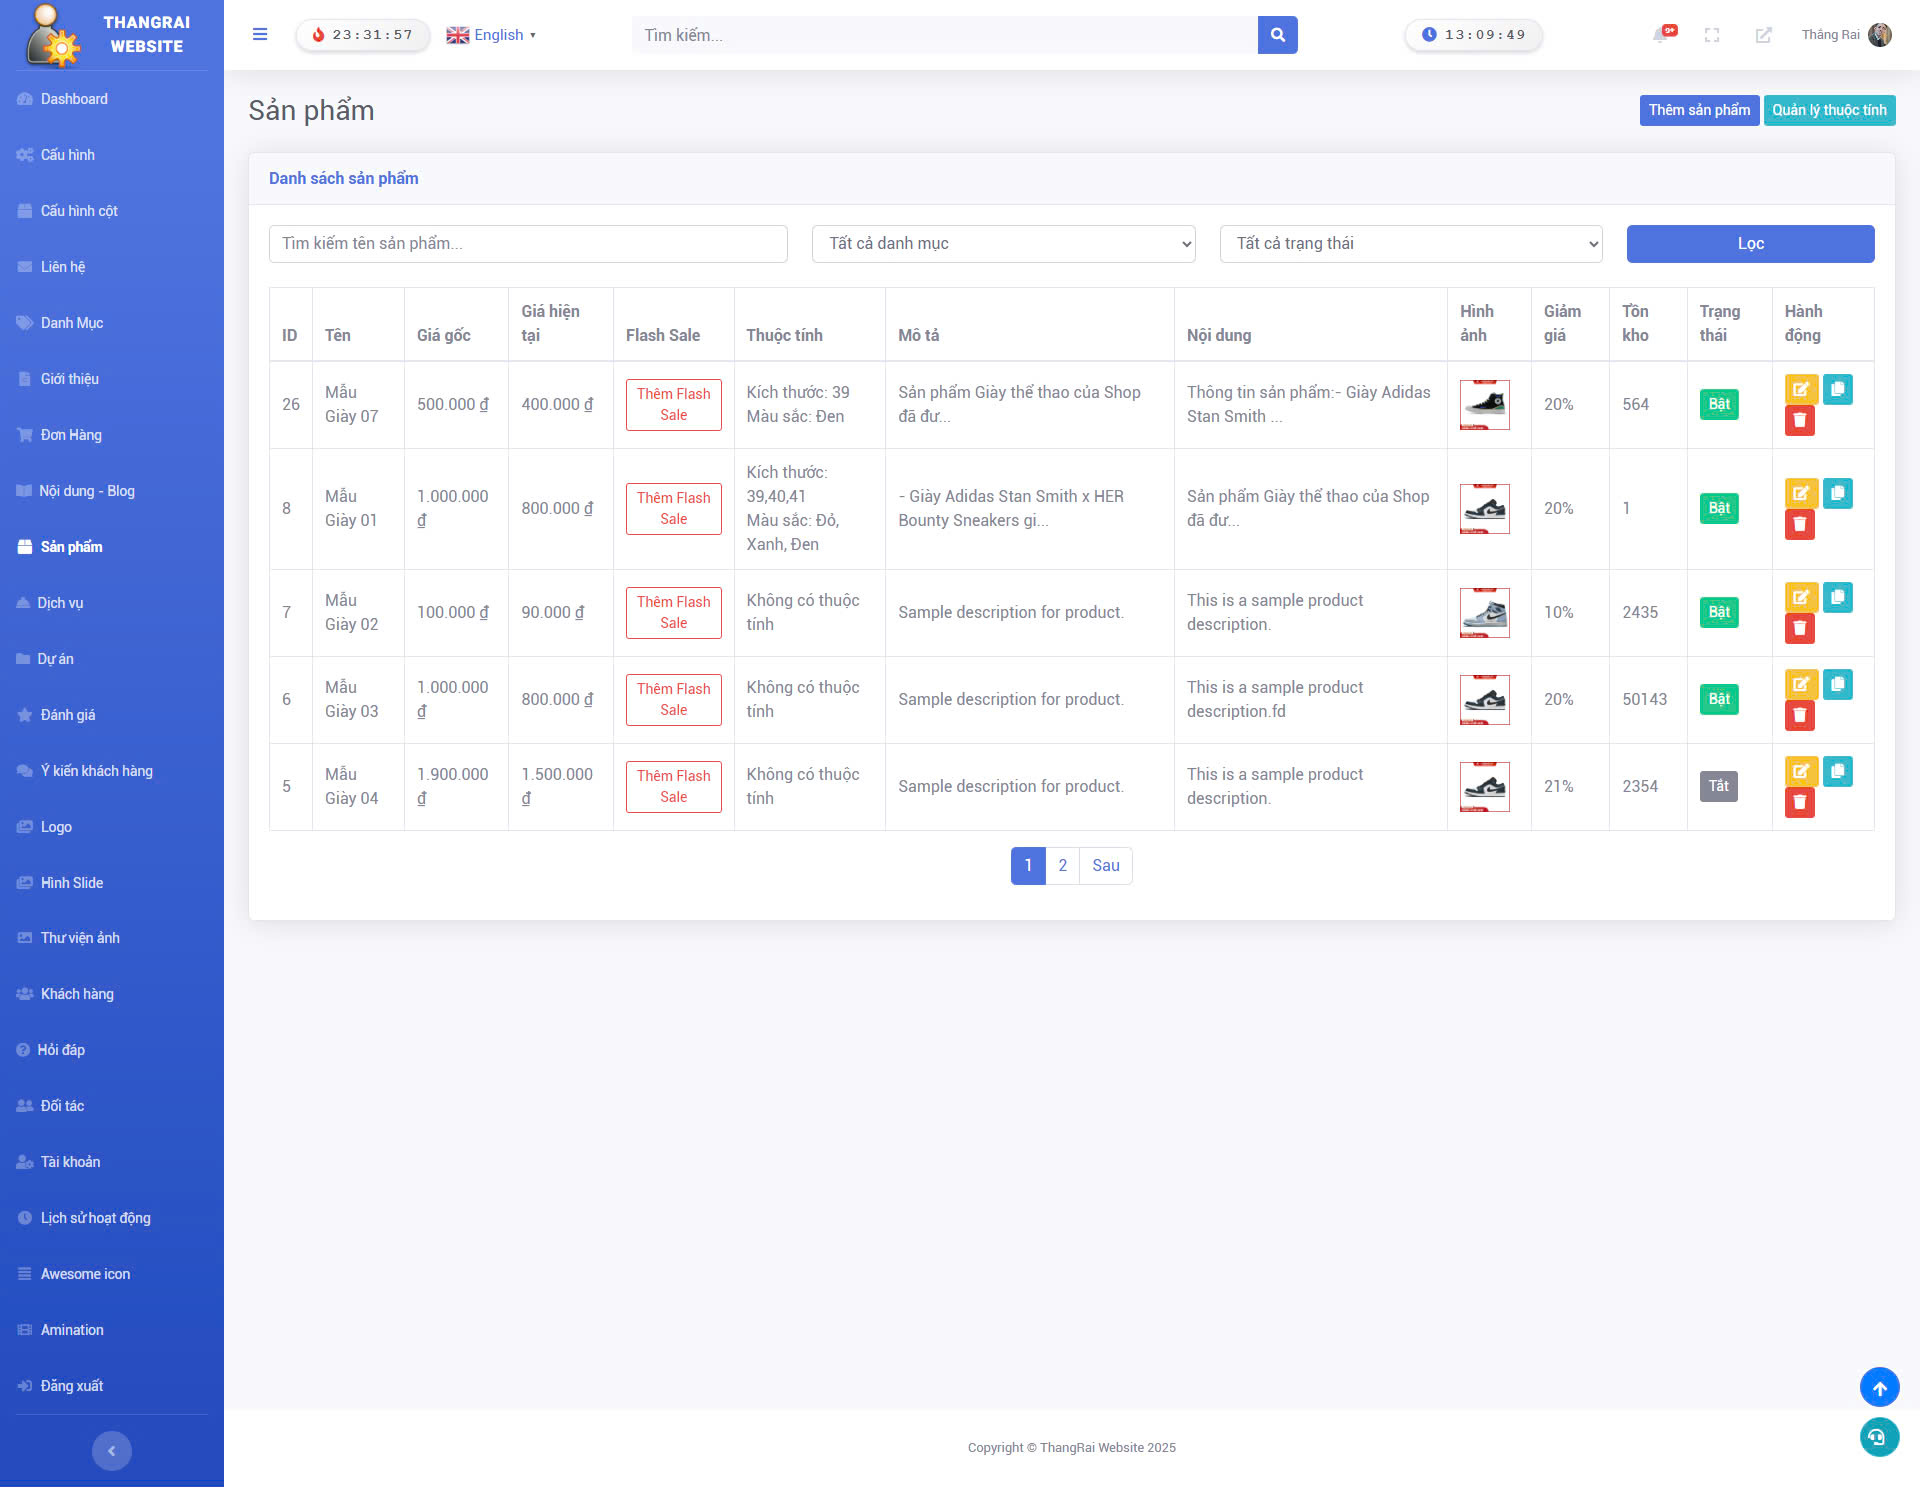 THANGRAI
WEBSITE
Dashboard
Cấu hình
Cấu hình cột
Liên hệ
Danh Mục
Giới thiệu
Đơn Hàng
Nội dung - Blog
Sản phẩm
Dịch vụ
Dự án
Đánh giá
Ý kiến khách hàng
Logo
Hình Slide
Thư viện ảnh
Khách hàng
Hỏi đáp
Đối tác
Tài khoản
Lịch sử hoạt động
Awesome icon
Amination
Đăng xuất
23:31:57
English
Tìm kiếm...
13:09:49
9+
Thắng Rai
Sản phẩm
Thêm sản phẩm
Quản lý thuộc tính
Danh sách sản phẩm
Tìm kiếm tên sản phẩm...
Tất cả danh mục
Tất cả trạng thái
Lọc
ID
Tên
Giá gốc
Giá hiện
tại
Flash Sale
Thuộc tính
Mô tả
Nội dung
Hình
ảnh
Giảm
giá
Tồn
kho
Trạng
thái
Hành
động
26
Mẫu
Giày 07
500.000 ₫
400.000 ₫
Thêm Flash
Sale
Kích thước: 39
Màu sắc: Đen
Sản phẩm Giày thể thao của Shop
đã đư...
Thông tin sản phẩm:- Giày Adidas
Stan Smith ...
20%
564
Bật
8
Mẫu
Giày 01
1.000.000
₫
800.000 ₫
Thêm Flash
Sale
Kích thước:
39,40,41
Màu sắc: Đỏ,
Xanh, Đen
- Giày Adidas Stan Smith x HER
Bounty Sneakers gi...
Sản phẩm Giày thể thao của Shop
đã đư...
20%
1
Bật
7
Mẫu
Giày 02
100.000 ₫
90.000 ₫
Thêm Flash
Sale
Không có thuộc
tính
Sample description for product.
This is a sample product
description.
10%
2435
Bật
6
Mẫu
Giày 03
1.000.000
₫
800.000 ₫
Thêm Flash
Sale
Không có thuộc
tính
Sample description for product.
This is a sample product
description.fd
20%
50143
Bật
5
Mẫu
Giày 04
1.900.000
₫
1.500.000
₫
Thêm Flash
Sale
Không có thuộc
tính
Sample description for product.
This is a sample product
description.
21%
2354
Tắt
1
2
Sau
Copyright © ThangRai Website 2025